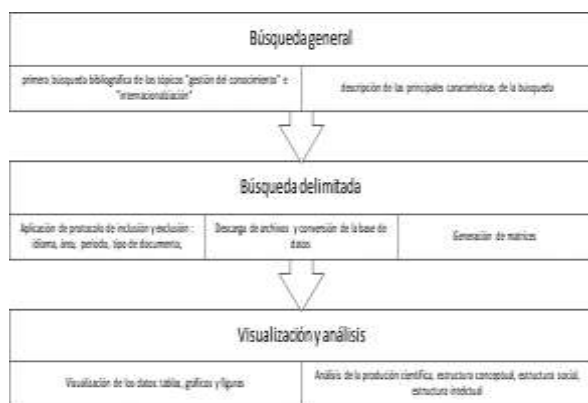 Búsqueda general
primera búsqueda bibliográfica de los tópicos "gestión del conocimiento" e
"internacionalización"
descripción de las principales características de la búsqueda
Búsqueda delimitada
Aplicación de protocolo de inclusión y exclusión :
idioma, área, periodo, tipo de documento,
Descarga de archivos y conversión de la base de
datos
Generación de matrices
Visualización y análisis
Visualización de los datos: tablas, gráficos y figuras
Análisis de la produción científica, estructura conceptual, estructura social,
estructura intelctual